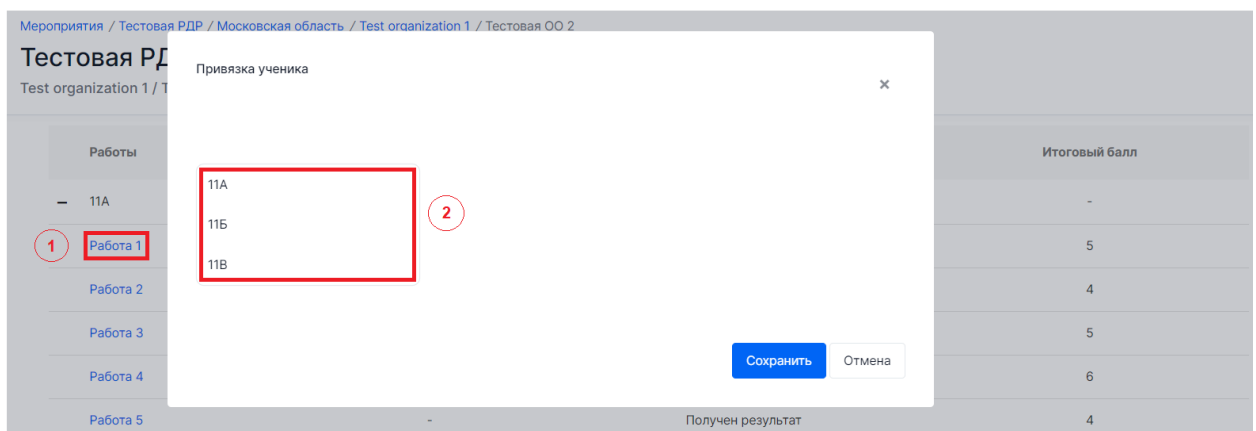 Мероприятия / Тестовая РДР / Московская область / Test organization 1 / Тестовая ОО 2
Тестовая РД
Test organization 1 / Т
Привязка ученика
×
Работы
Итоговый балл
11А
–
11А
-
11Б
2
1
Работа 1
5
11В
Работа 2
4
Работа 3
5
Сохранить
Отмена
Работа 4
6
Работа 5
-
Получен результат
4